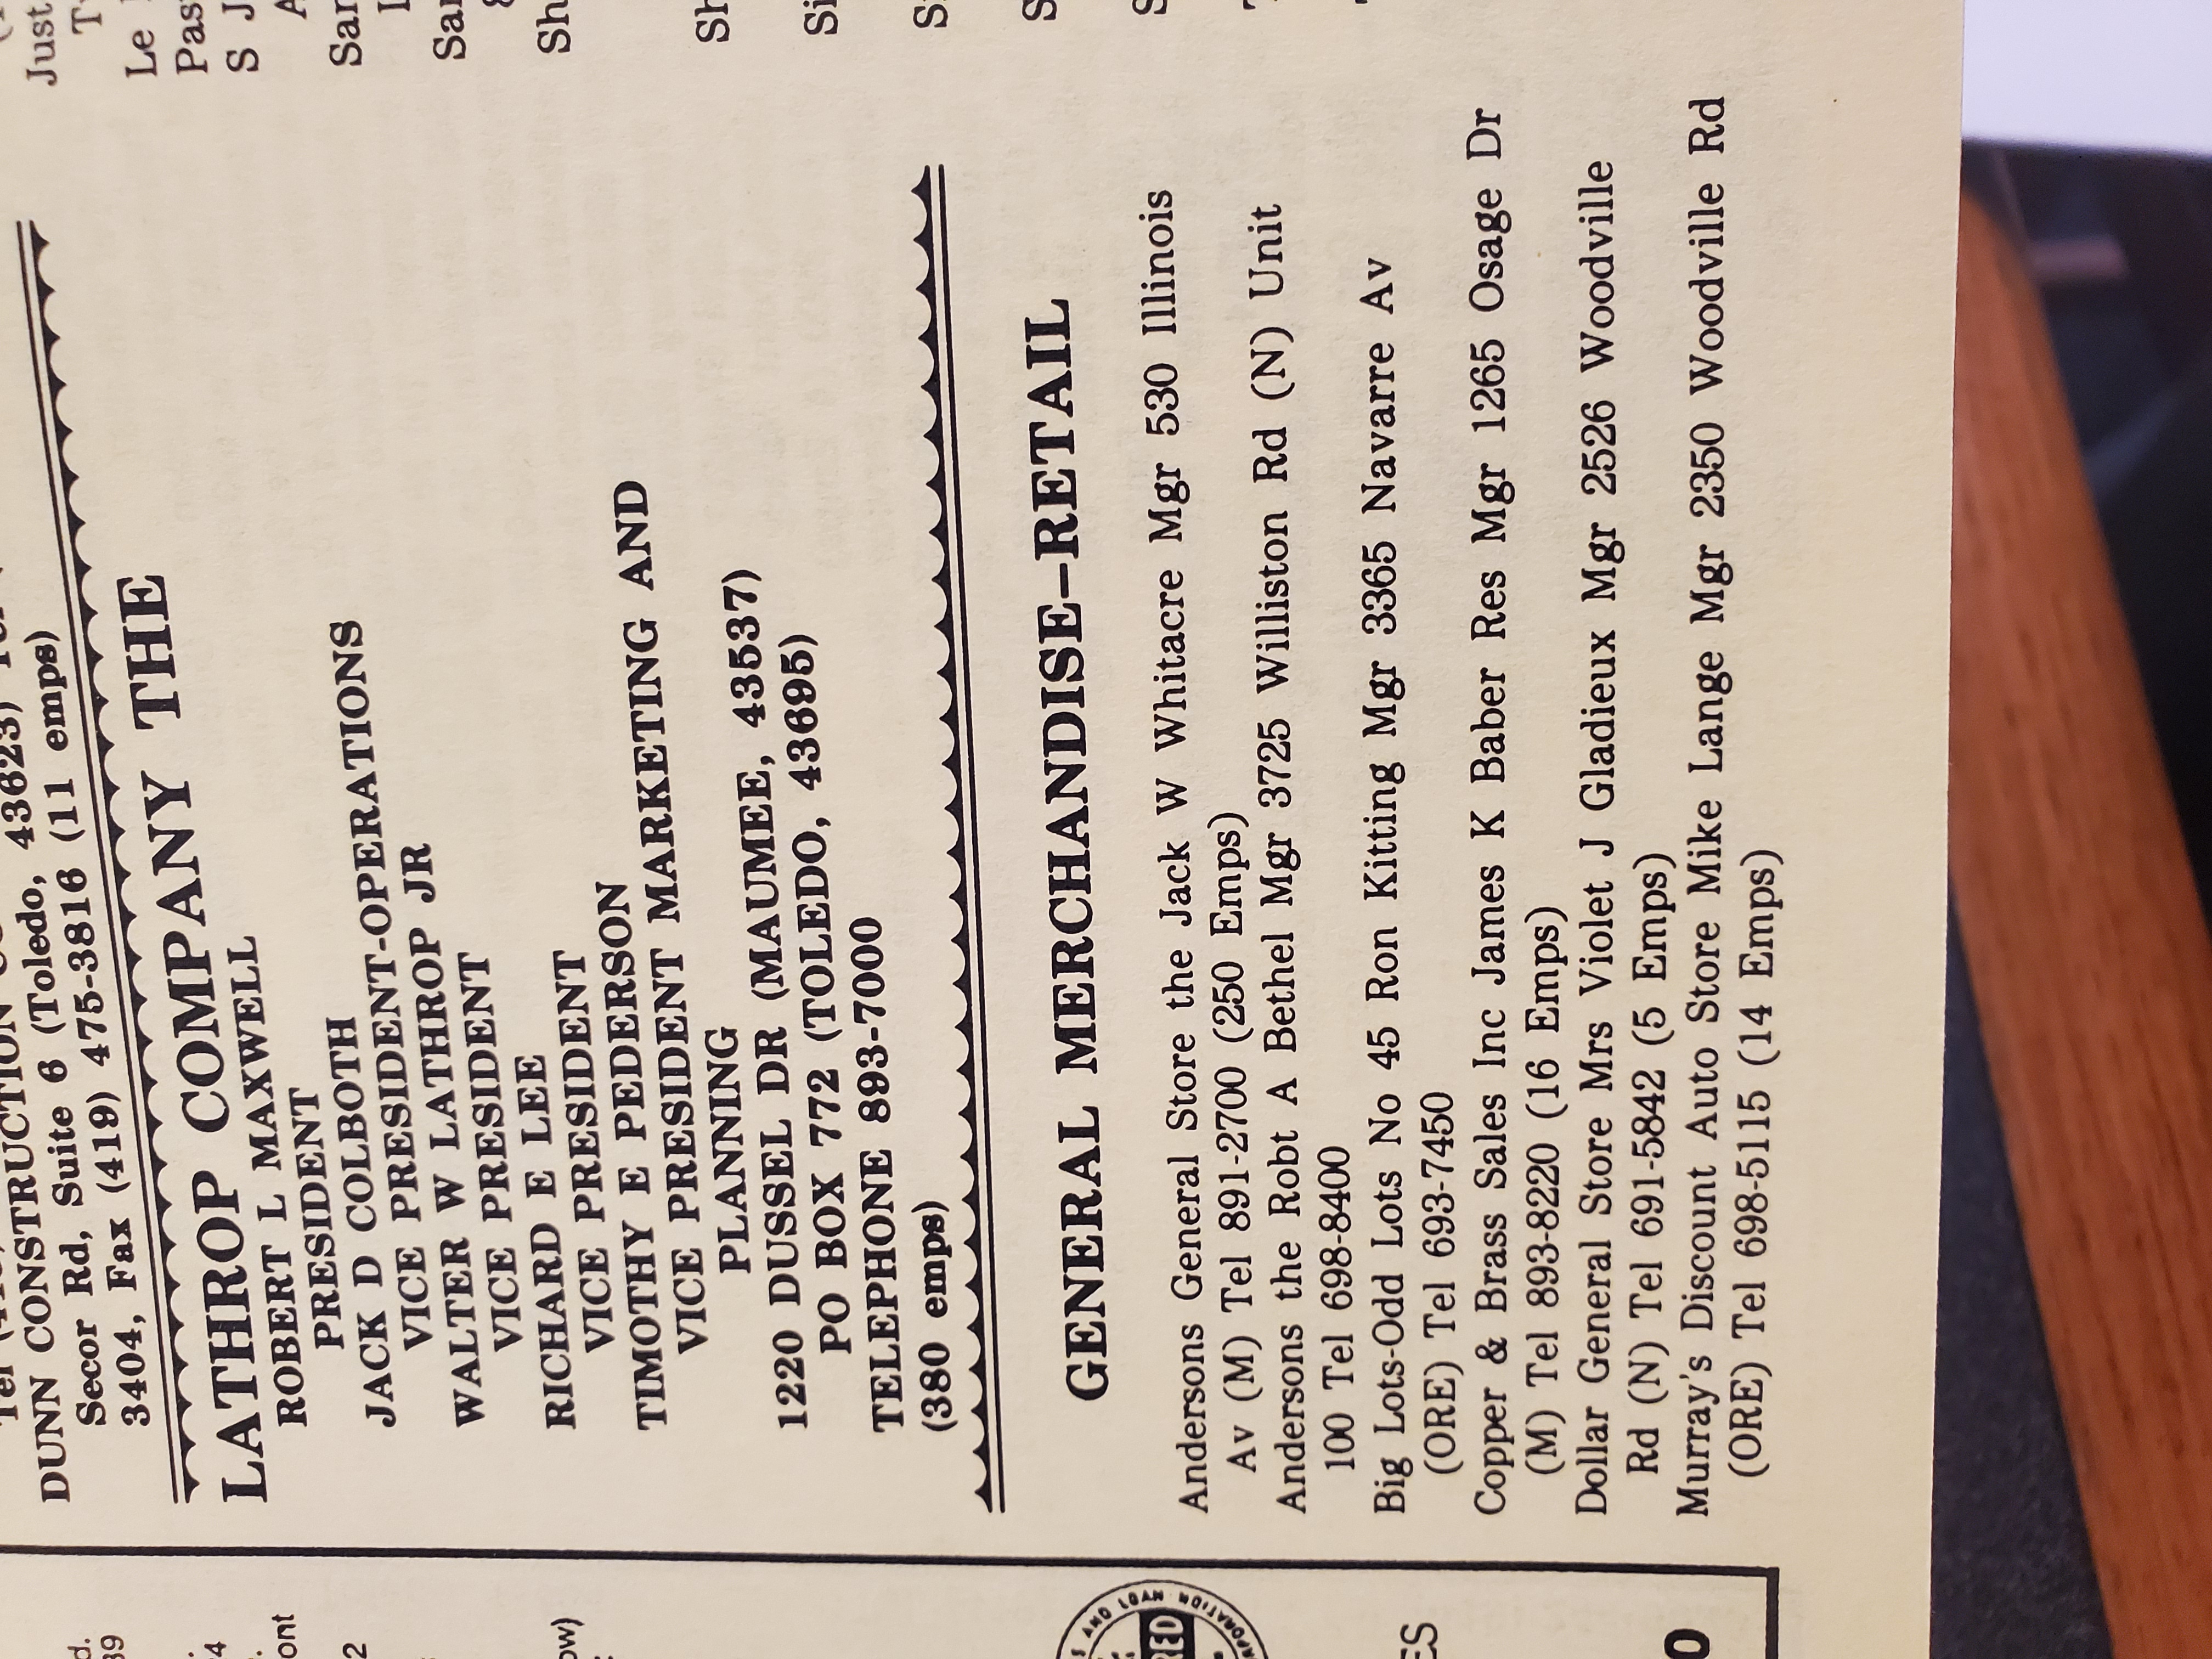 DUNN CONSTRUCTION
Secor Rd, Suite 6 (Toledo, 43623)
3404, Fax (419) 475-3816 (11 emps)
LATHROP COMPANY THE
ROBERT L MAXWELL
PRESIDENT
JACK D COLBOTH
VICE PRESIDENT-OPERATIONS
WALTER W LATHROP JR
VICE PRESIDENT
RICHARD E LEE
VICE PRESIDENT
TIMOTHY E PEDERSON
VICE PRESIDENT MARKETING AND
PLANNING
1220 DUSSEL DR (MAUMEE, 43537)
PO BOX 772 (TOLEDO, 43695)
TELEPHONE 893-7000
(380 emps)
GENERAL MERCHANDISE–RETAIL
Andersons General Store the Jack W Whitacre Mgr 530 Illinois
Av (M) Tel 891-2700 (250 Emps)
Andersons the Robt A Bethel Mgr 3725 Williston Rd (N) Unit
100 Tel 698-8400
Big Lots-Odd Lots No 45 Ron Kitting Mgr 3365 Navarre Av
(ORE) Tel 693-7450
Copper & Brass Sales Inc James K Baber Res Mgr 1265 Osage Dr
(M) Tel 893-8220 (16 Emps)
Dollar General Store Mrs Violet J Gladieux Mgr 2526 Woodville
Rd (N) Tel 691-5842 (5 Emps)
Murray's Discount Auto Store Mike Lange Mgr 2350 Woodville Rd
(ORE) Tel 698-5115 (14 Emps)
Just
Le
S J